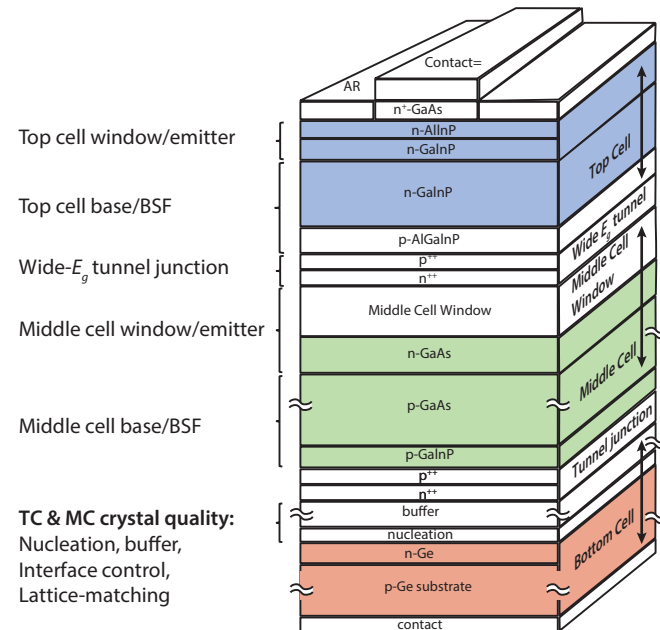 Contact=
AR
n⁺-GaAs
n-AlInP
n-GaInP
n-GaInP
p-AlGaInP
p⁺⁺
n⁺⁺
Middle Cell Window
n-GaAs
p-GaAs
p-GaInP
p⁺⁺
n⁺⁺
buffer
nucleation
n-Ge
p-Ge substrate
contact
Top cell window/emitter
Top cell base/BSF
Wide-E_g tunnel junction
Middle cell window/emitter
Middle cell base/BSF
TC & MC crystal quality:
Nucleation, buffer,
Interface control,
Lattice-matching
Top Cell
Wide E_g tunnel
Middle Cell
Window
Middle Cell
Tunnel junction
Bottom Cell